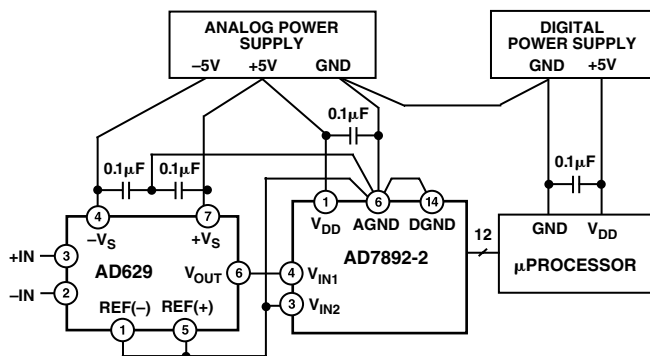 ANALOG POWER
SUPPLY
–5V +5V GND
DIGITAL
POWER SUPPLY
GND +5V
0.1µF
0.1µF 0.1µF
0.1µF
4 7
–VS +VS
3 +IN
2 –IN
AD629
VOUT 6
REF(–) REF(+)
1 5
1 6 14
VDD AGND DGND
AD7892-2
4 VIN1
3 VIN2
12
GND VDD
µPROCESSOR